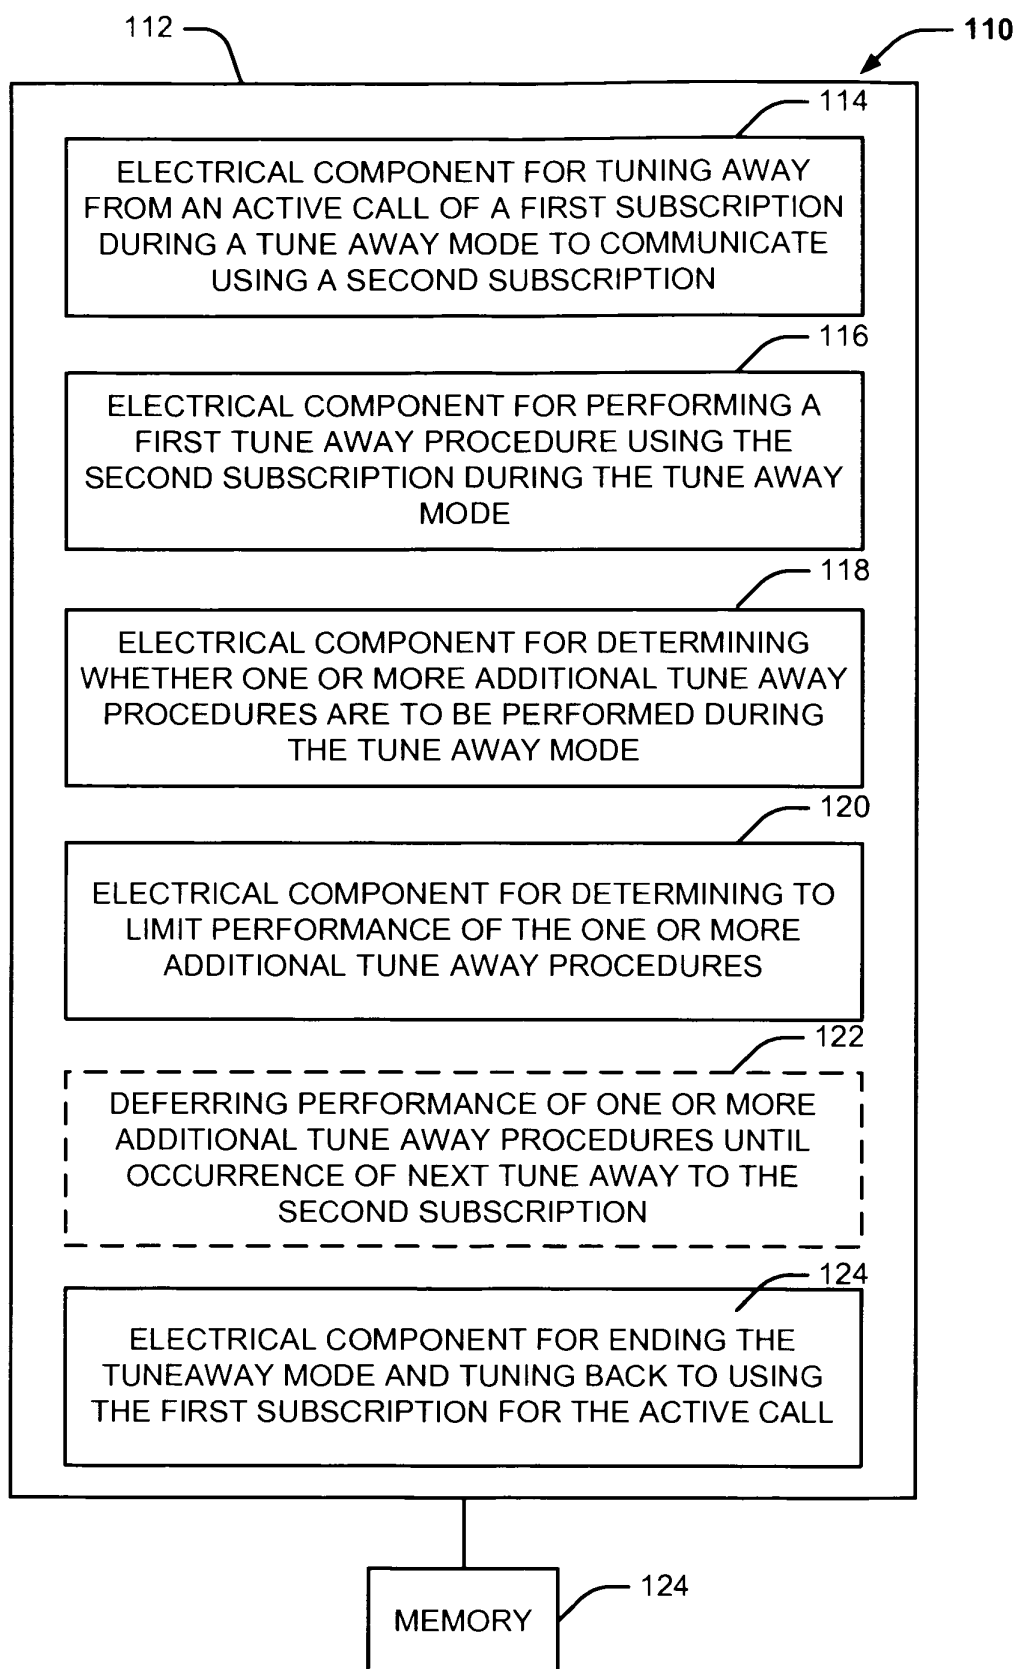 112
110
114
ELECTRICAL COMPONENT FOR TUNING AWAY
FROM AN ACTIVE CALL OF A FIRST SUBSCRIPTION
DURING A TUNE AWAY MODE TO COMMUNICATE
USING A SECOND SUBSCRIPTION
116
ELECTRICAL COMPONENT FOR PERFORMING A
FIRST TUNE AWAY PROCEDURE USING THE
SECOND SUBSCRIPTION DURING THE TUNE AWAY
MODE
118
ELECTRICAL COMPONENT FOR DETERMINING
WHETHER ONE OR MORE ADDITIONAL TUNE AWAY
PROCEDURES ARE TO BE PERFORMED DURING
THE TUNE AWAY MODE
120
ELECTRICAL COMPONENT FOR DETERMINING TO
LIMIT PERFORMANCE OF THE ONE OR MORE
ADDITIONAL TUNE AWAY PROCEDURES
122
DEFERRING PERFORMANCE OF ONE OR MORE
ADDITIONAL TUNE AWAY PROCEDURES UNTIL
OCCURRENCE OF NEXT TUNE AWAY TO THE
SECOND SUBSCRIPTION
124
ELECTRICAL COMPONENT FOR ENDING THE
TUNEAWAY MODE AND TUNING BACK TO USING
THE FIRST SUBSCRIPTION FOR THE ACTIVE CALL
124
MEMORY